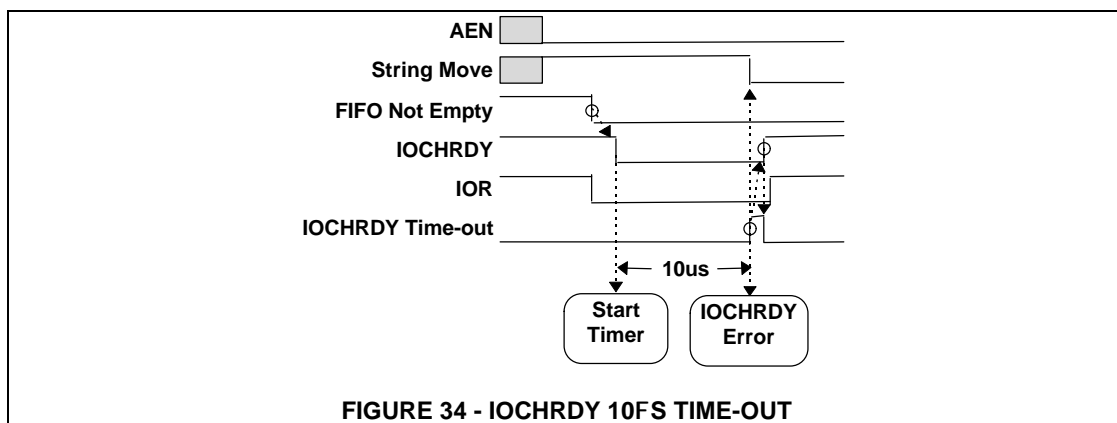 AEN
String Move
FIFO Not Empty
IOCHRDY
IOR
IOCHRDY Time-out
10us
Start
Timer
IOCHRDY
Error
FIGURE 34 - IOCHRDY 10FS TIME-OUT